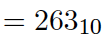 = 263₁₀